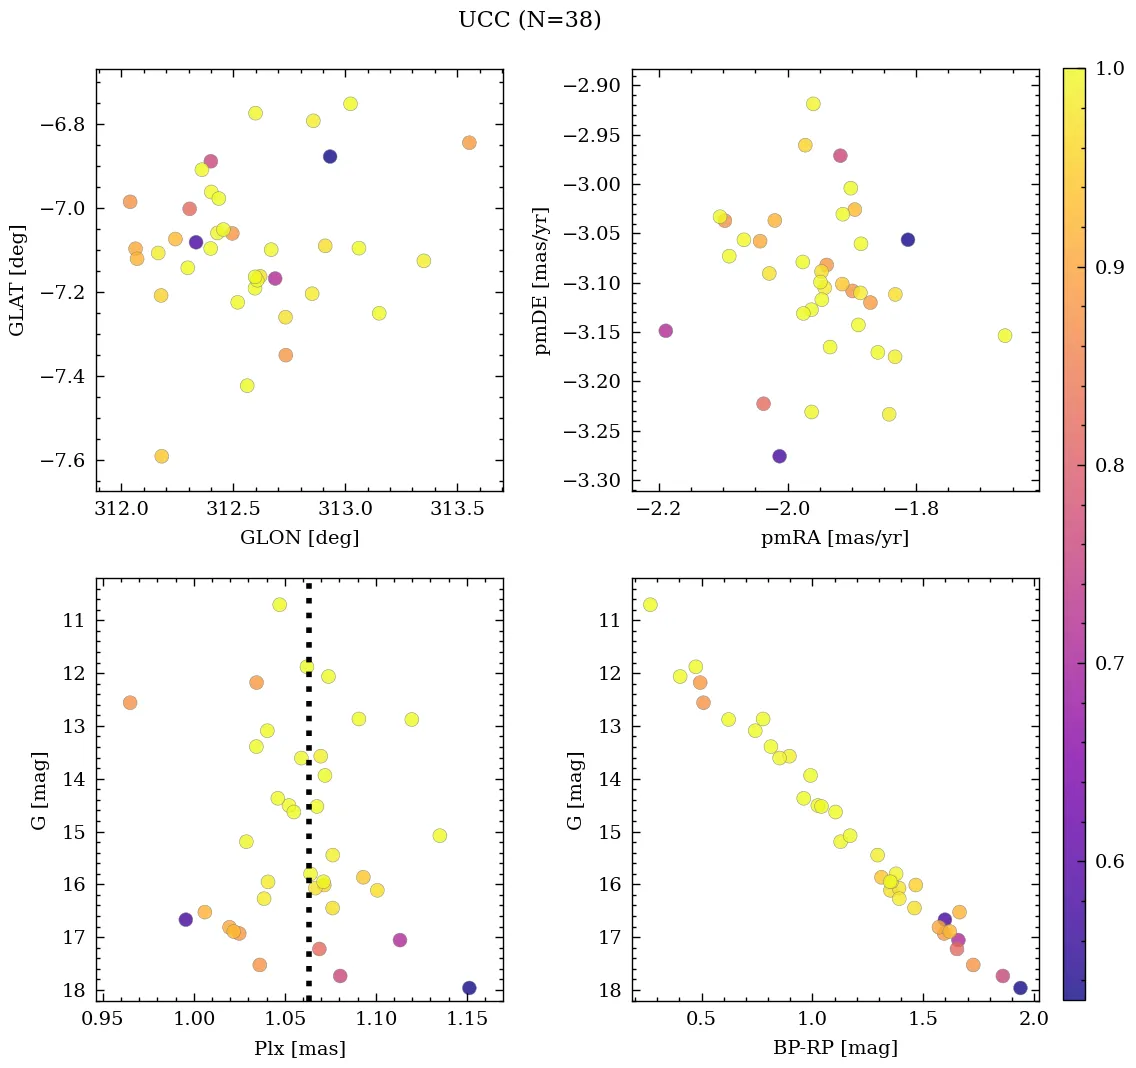 UCC (N=38)
−6.8
−7.0
−7.2
−7.4
−7.6
GLAT [deg]
312.0 312.5 313.0 313.5
GLON [deg]
−2.90
−2.95
−3.00
−3.05
−3.10
−3.15
−3.20
−3.25
−3.30
pmDE [mas/yr]
−2.2 −2.0 −1.8
pmRA [mas/yr]
11
12
13
14
15
16
17
18
G [mag]
0.95 1.00 1.05 1.10 1.15
Plx [mas]
11
12
13
14
15
16
17
18
G [mag]
0.5 1.0 1.5 2.0
BP-RP [mag]
1.0
0.9
0.8
0.7
0.6